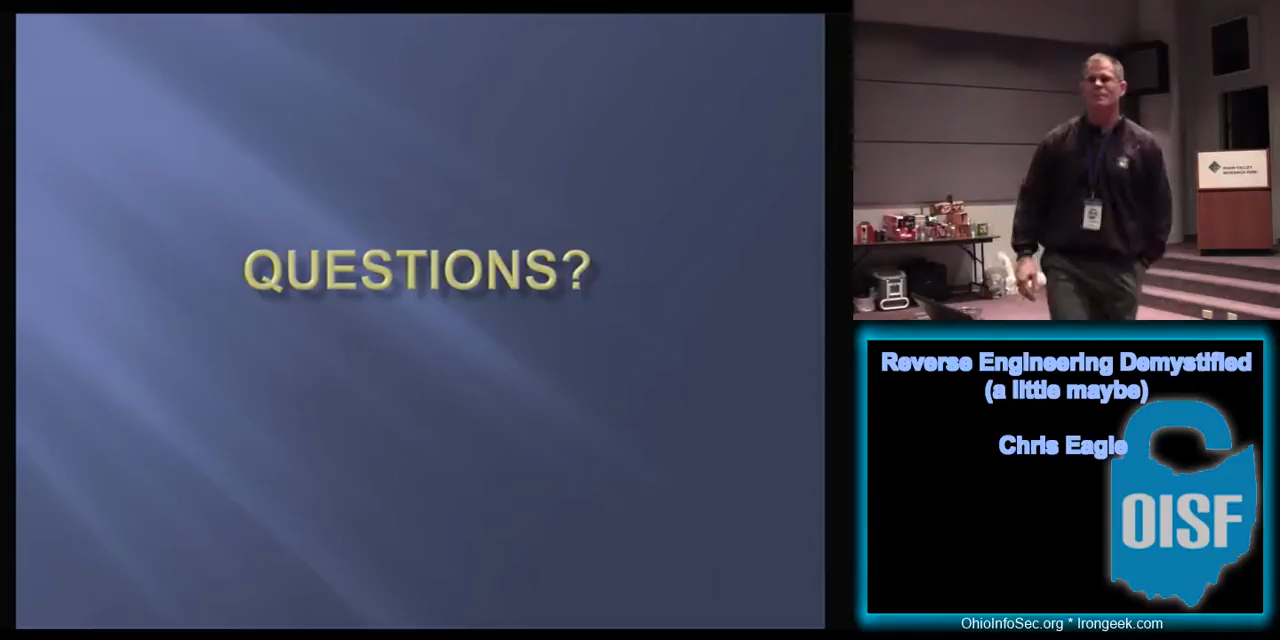 QUESTIONS?
Reverse Engineering Demystified
(a little maybe)
Chris Eagle
OISF
OhioInfoSec.org * Irongeek.com